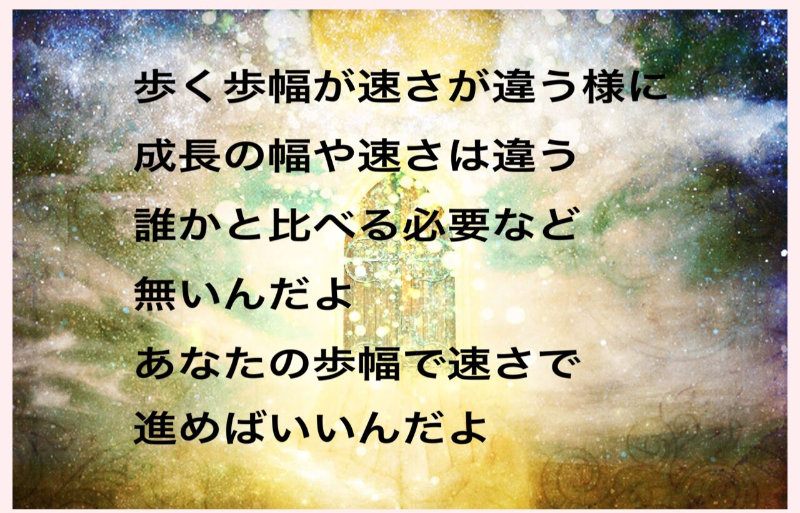 歩く歩幅が速さが違う様に
成長の幅や速さは違う
誰かと比べる必要など
無いんだよ
あなたの歩幅で速さで
進めばいいんだよ